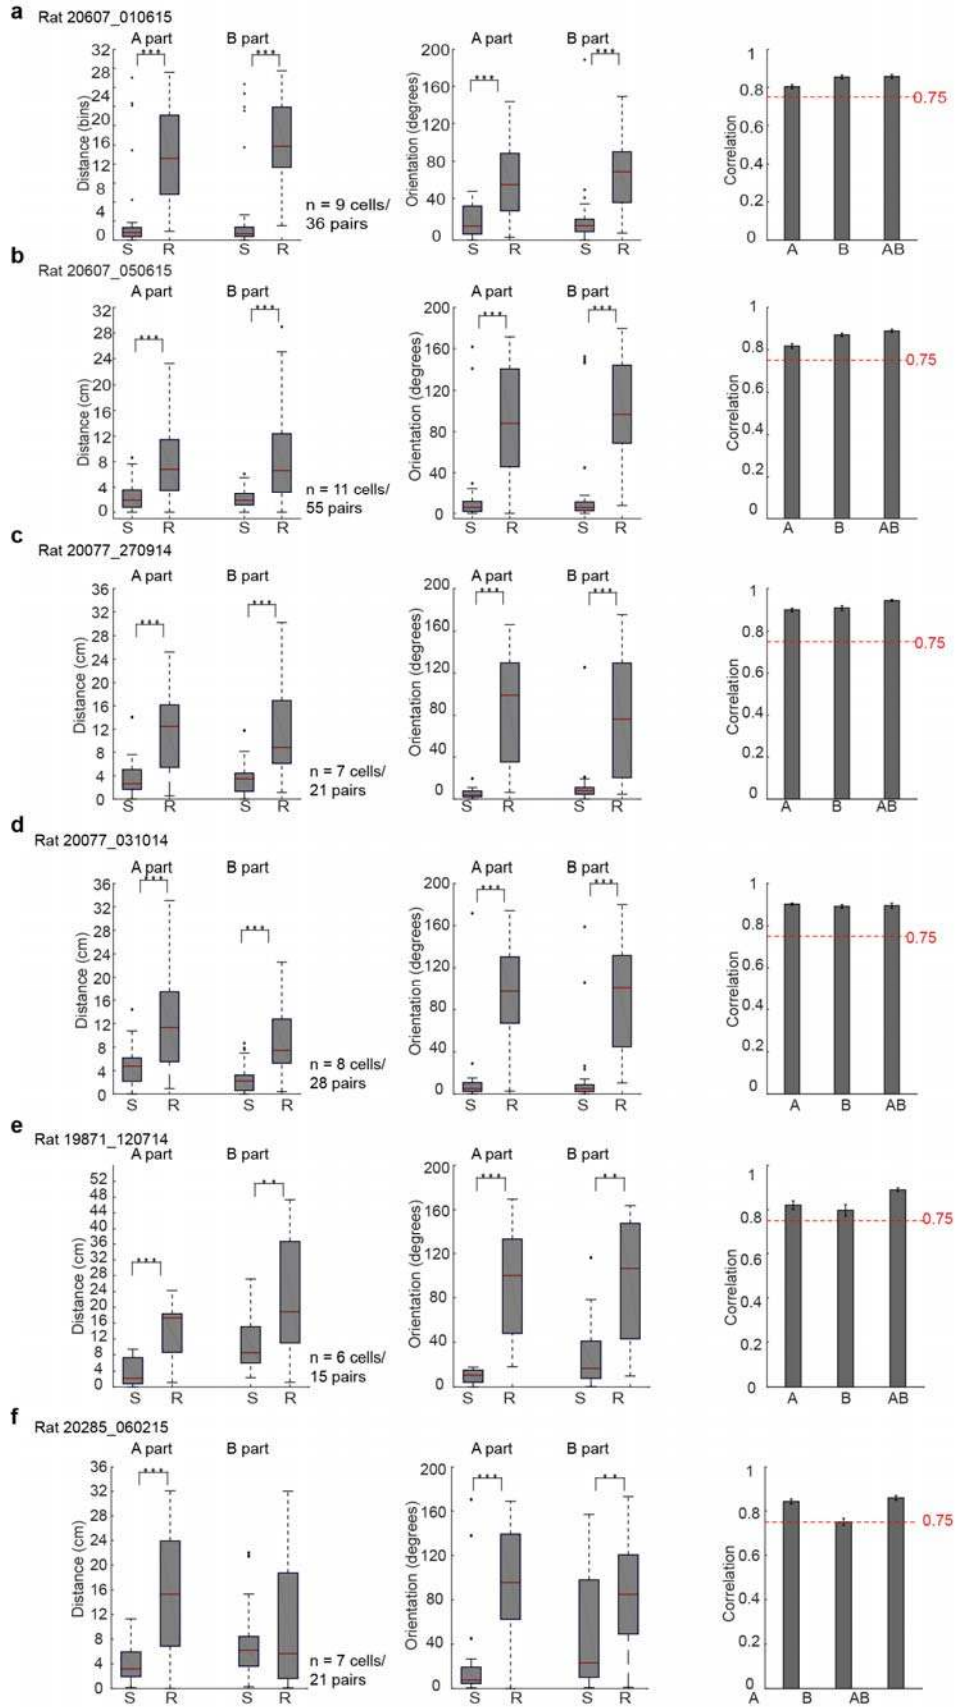 a
Rat 20607_010615
A part B part
*** ***
32 28 24 20 16 12 8 4 0
Distance (bins)
S R S R
n = 9 cells/
36 pairs
A part B part
*** ***
200 160 120 80 40 0
Orientation (degrees)
S R S R
1 0.8 0.6 0.4 0.2 0
Correlation
0.75
A B AB
b
Rat 20607_050615
A part B part
*** ***
32 28 24 20 16 12 8 4 0
Distance (cm)
S R S R
n = 11 cells/
55 pairs
A part B part
*** ***
200 160 120 80 40 0
Orientation (degrees)
S R S R
1 0.8 0.6 0.4 0.2 0
Correlation
0.75
A B AB
c
Rat 20077_270914
A part B part
*** ***
36 32 28 24 20 16 12 8 4 0
Distance (cm)
S R S R
n = 7 cells/
21 pairs
A part B part
*** ***
200 160 120 80 40 0
Orientation (degrees)
S R S R
1 0.8 0.6 0.4 0.2 0
Correlation
0.75
A B AB
d
Rat 20077_031014
A part B part
*** ***
36 32 28 24 20 16 12 8 4 0
Distance (cm)
S R S R
n = 8 cells/
28 pairs
A part B part
*** ***
200 160 120 80 40 0
Orientation (degrees)
S R S R
1 0.8 0.6 0.4 0.2 0
Correlation
0.75
A B AB
e
Rat 19871_120714
A part B part
*** **
52 48 44 40 36 32 28 24 20 16 12 8 4 0
Distance (cm)
S R S R
n = 6 cells/
15 pairs
A part B part
*** **
200 160 120 80 40 0
Orientation (degrees)
S R S R
1 0.8 0.6 0.4 0.2 0
Correlation
0.75
A B AB
f
Rat 20285_060215
A part B part
***
36 32 28 24 20 16 12 8 4 0
Distance (cm)
S R S R
n = 7 cells/
21 pairs
A part B part
*** **
200 160 120 80 40 0
Orientation (degrees)
S R S R
1 0.8 0.6 0.4 0.2 0
Correlation
0.75
A B AB